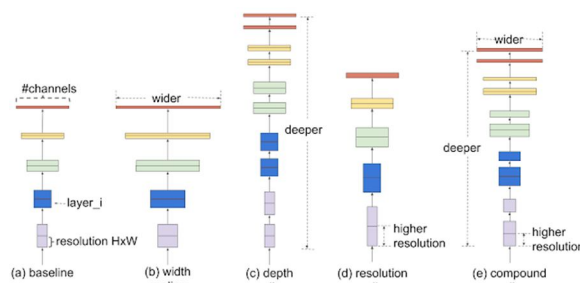 #channels
layer_i
resolution HxW
(a) baseline
wider
(b) width
deeper
(c) depth
higher
resolution
(d) resolution
wider
deeper
higher
resolution
(e) compound